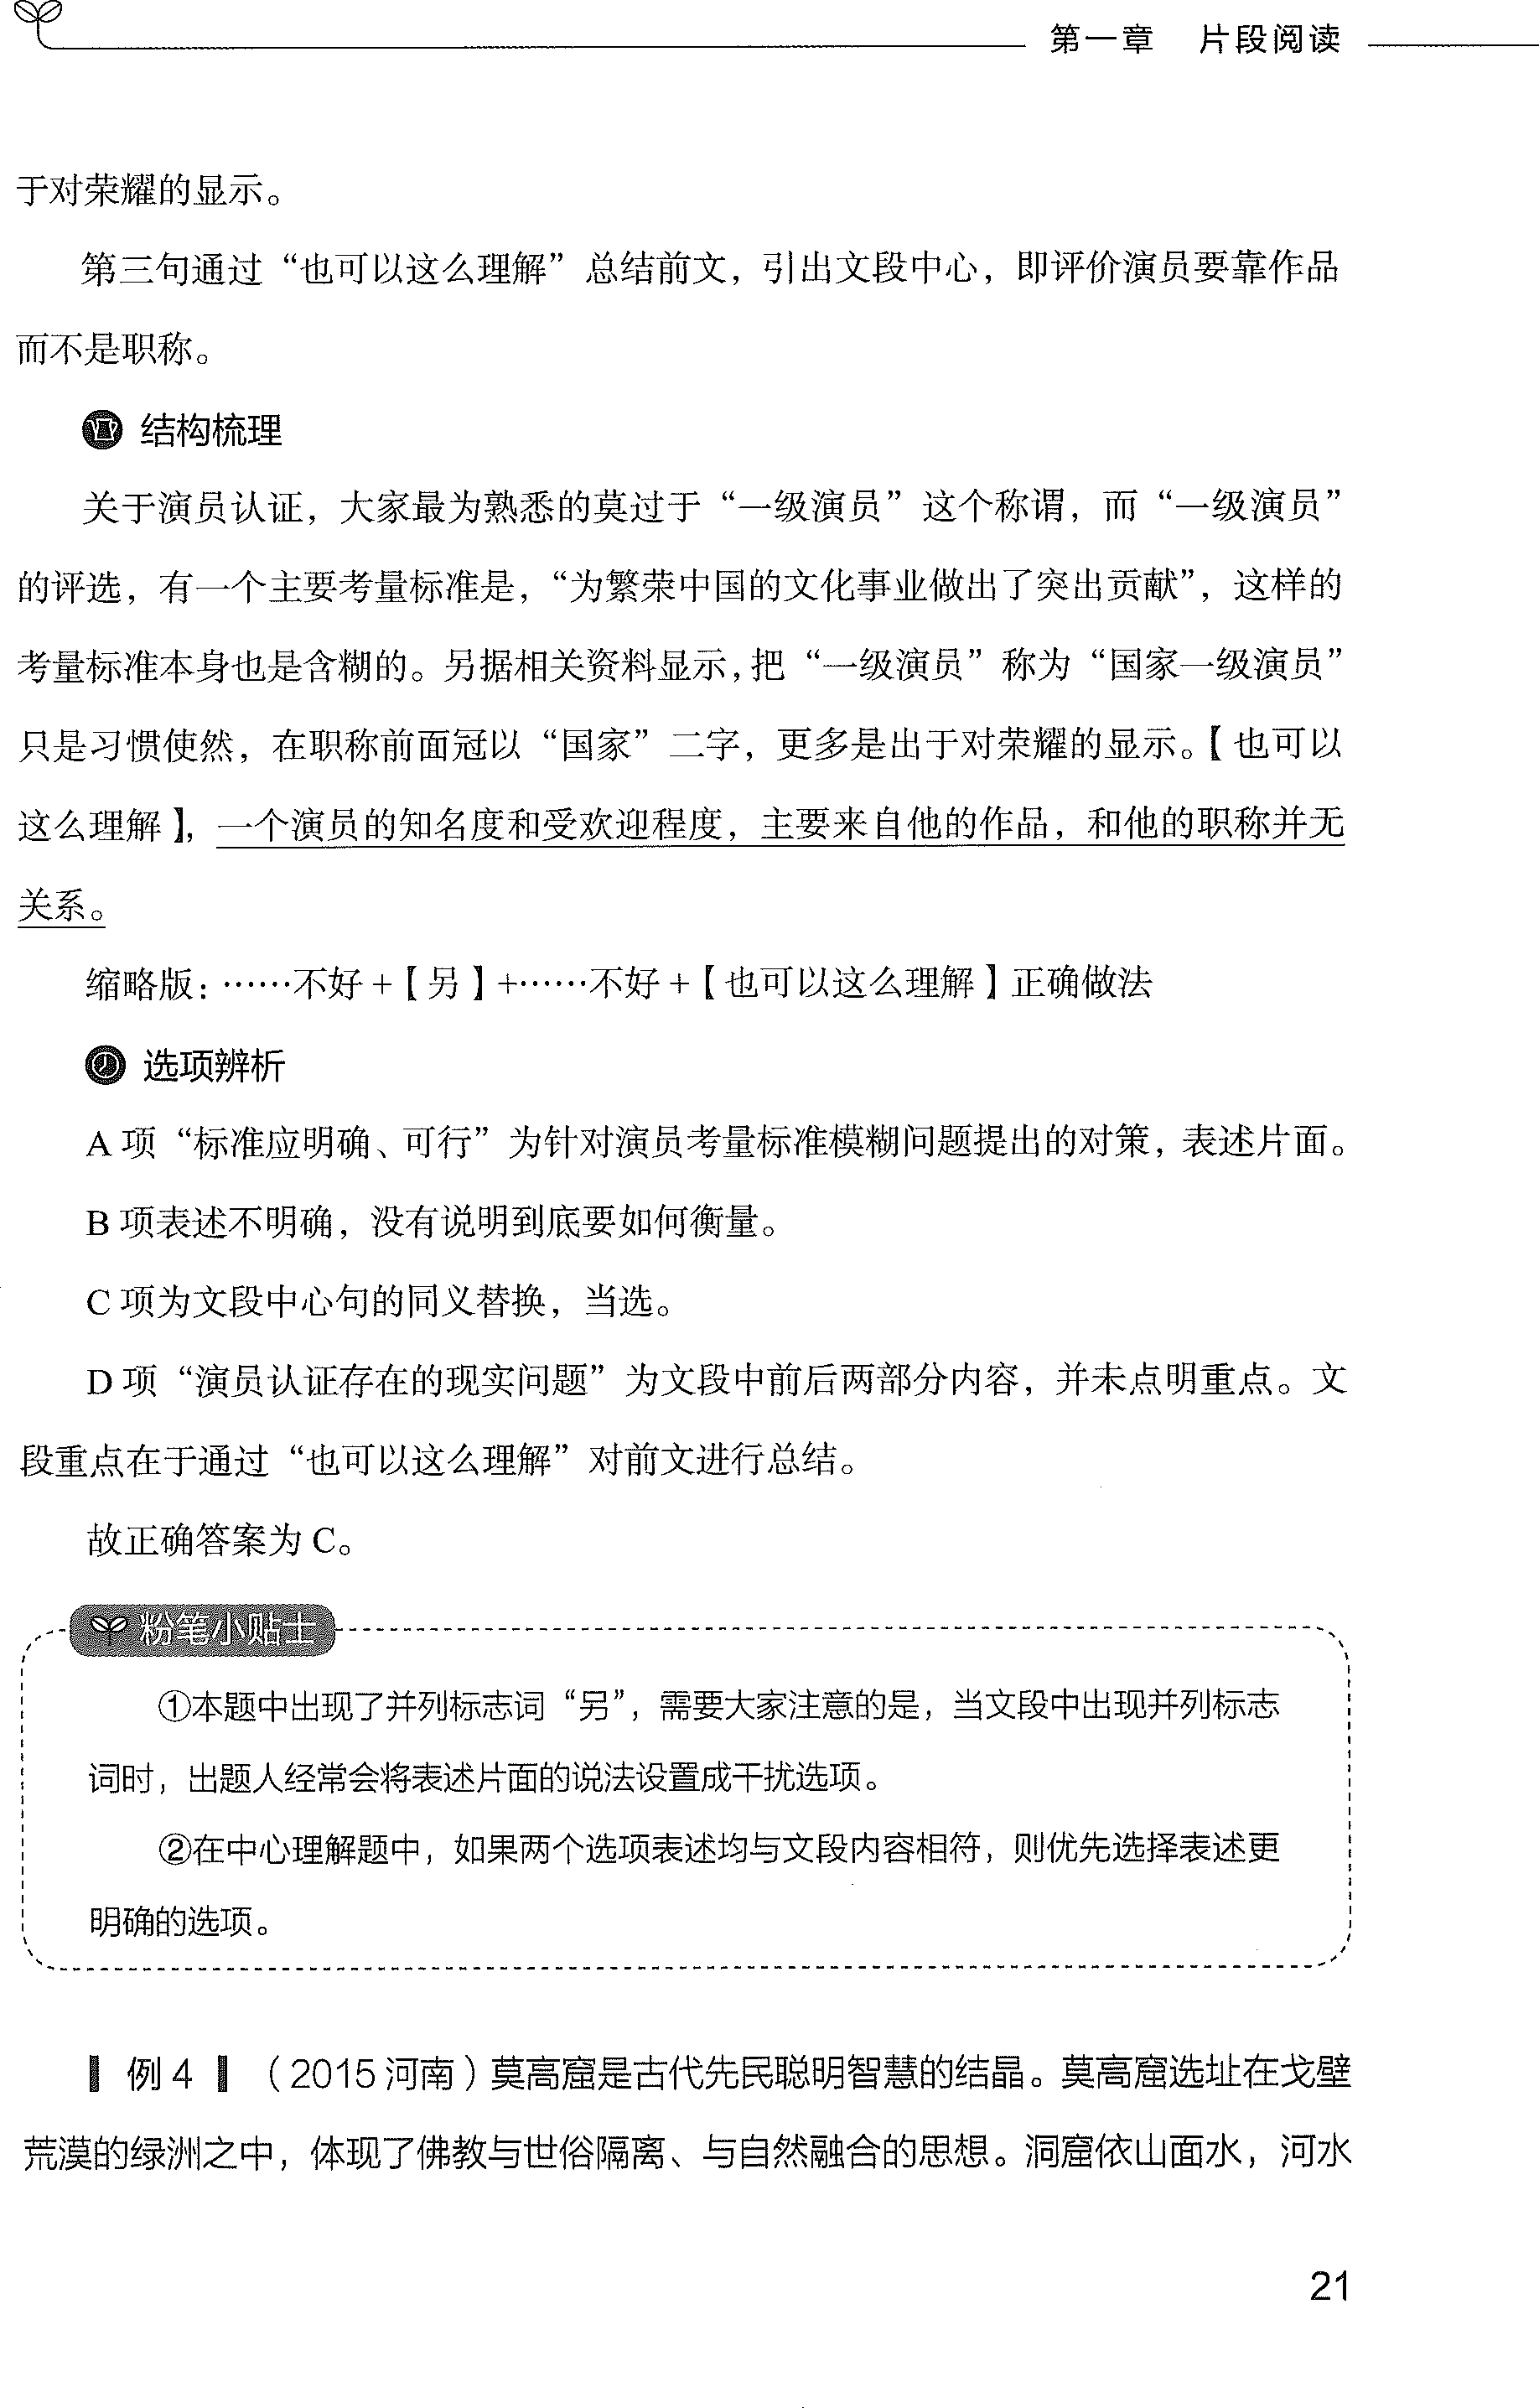 第一章 片段阅读
于对荣耀的显示。
第三句通过“也可以这么理解”总结前文，引出文段中心，即评价演员要靠作品
而不是职称。
结构梳理
关于演员认证，大家最为熟悉的莫过于“一级演员”这个称谓，而“一级演员”
的评选，有一个主要考量标准是，“为繁荣中国的文化事业做出了突出贡献”，这样的
考量标准本身也是含糊的。另据相关资料显示，把“一级演员”称为“国家一级演员”
只是习惯使然，在职称前面冠以“国家”二字，更多是出于对荣耀的显示。【也可以
这么理解】，一个演员的知名度和受欢迎程度，主要来自他的作品，和他的职称并无
关系。
缩略版：……不好+【另】+……不好+【也可以这么理解】正确做法
选项辨析
A 项“标准应明确、可行”为针对演员考量标准模糊问题提出的对策，表述片面。
B 项表述不明确，没有说明到底要如何衡量。
C 项为文段中心句的同义替换，当选。
D 项“演员认证存在的现实问题”为文段中前后两部分内容，并未点明重点。文
段重点在于通过“也可以这么理解”对前文进行总结。
故正确答案为 C。
粉笔小贴士
①本题中出现了并列标志词“另”，需要大家注意的是，当文段中出现并列标志
词时，出题人经常会将表述片面的说法设置成干扰选项。
②在中心理解题中，如果两个选项表述均与文段内容相符，则优先选择表述更
明确的选项。
例 4 （2015 河南）莫高窟是古代先民聪明智慧的结晶。莫高窟选址在戈壁
荒漠的绿洲之中，体现了佛教与世俗隔离、与自然融合的思想。洞窟依山面水，河水
21